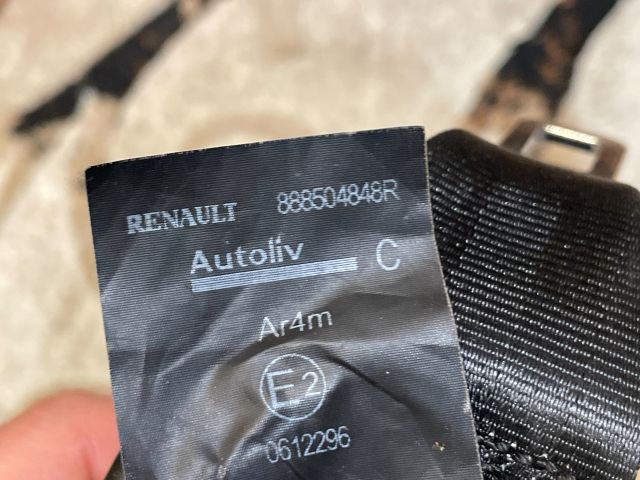 RENAULT 888504848R
Autoliv C
Ar4m
E2
0612296